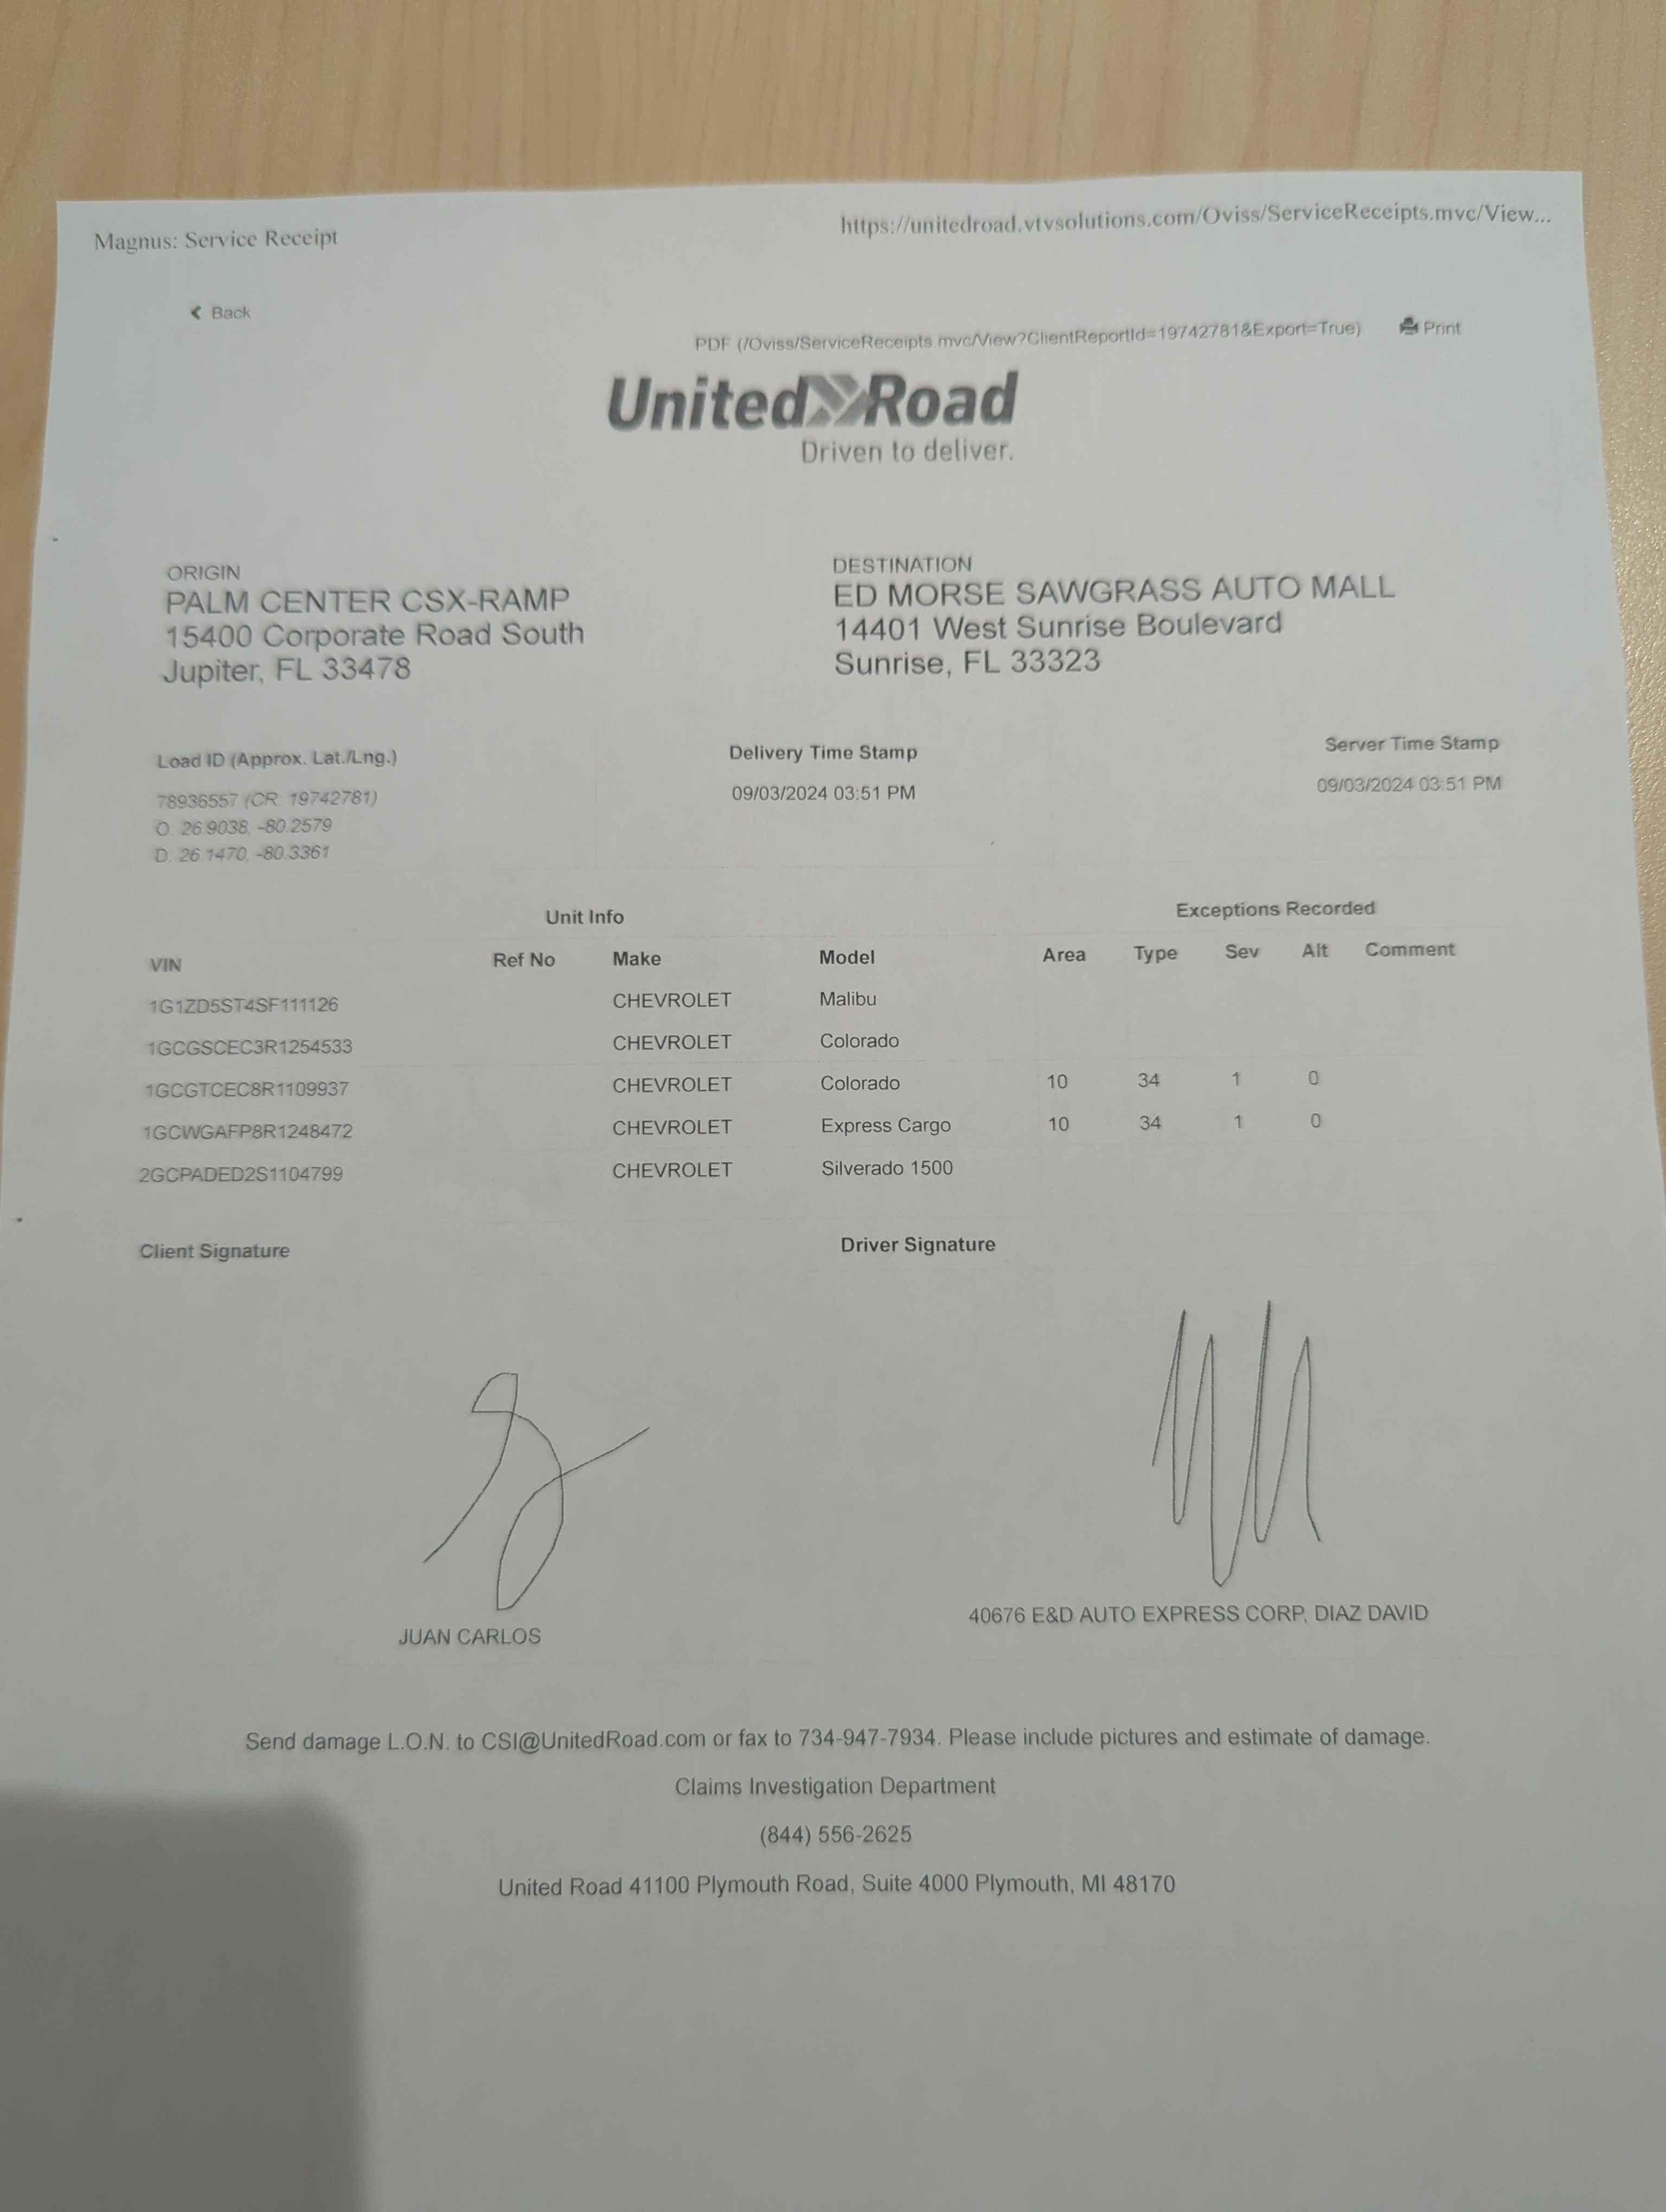 Magnus: Service Receipt
https://unitedroad.vtvsolutions.com/Oviss/ServiceReceipts.mvc/View...
Back
PDF (/Oviss/ServiceReceipts.mvc/View?ClientReportId=19742781&Export=True)
Print
United Road
Driven to deliver.
ORIGIN
PALM CENTER CSX-RAMP
15400 Corporate Road South
Jupiter, FL 33478
DESTINATION
ED MORSE SAWGRASS AUTO MALL
14401 West Sunrise Boulevard
Sunrise, FL 33323
Load ID (Approx. Lat./Lng.)
78936557 (CR: 19742781)
O: 26.9038, -80.2579
D: 26.1470, -80.3361
Delivery Time Stamp
09/03/2024 03:51 PM
Server Time Stamp
09/03/2024 03:51 PM
Unit Info Exceptions Recorded
VIN Ref No Make Model Area Type Sev Alt Comment
1G1ZD5ST4SF111126 CHEVROLET Malibu
1GCGSCEC3R1254533 CHEVROLET Colorado
1GCGTCEC8R1109937 CHEVROLET Colorado 10 34 1 0
1GCWGAFP8R1248472 CHEVROLET Express Cargo 10 34 1 0
2GCPADED2S1104799 CHEVROLET Silverado 1500
Client Signature
Driver Signature
JUAN CARLOS
40676 E&D AUTO EXPRESS CORP, DIAZ DAVID
Send damage L.O.N. to CSI@UnitedRoad.com or fax to 734-947-7934. Please include pictures and estimate of damage.
Claims Investigation Department
(844) 556-2625
United Road 41100 Plymouth Road, Suite 4000 Plymouth, MI 48170